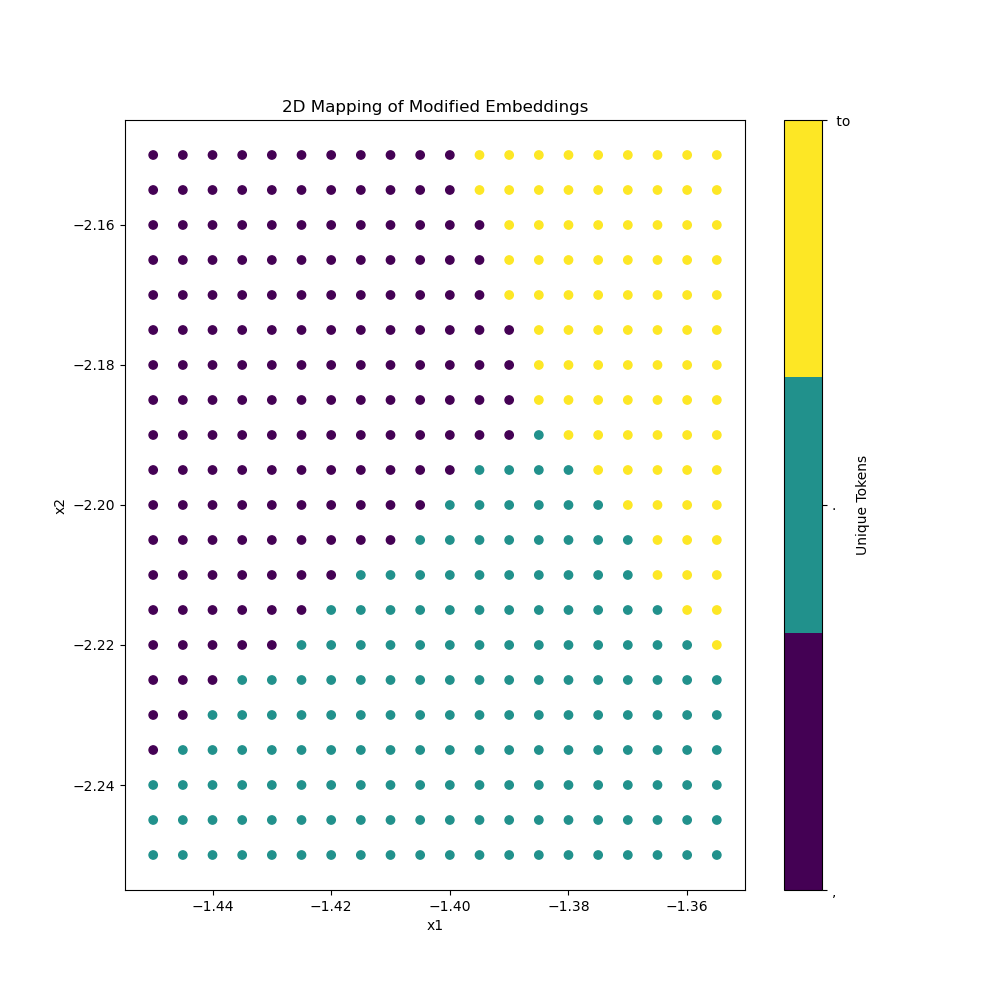 2D Mapping of Modified Embeddings
x2
−2.16
−2.18
−2.20
−2.22
−2.24
−1.44
−1.42
−1.40
−1.38
−1.36
x1
to
.
,
Unique Tokens